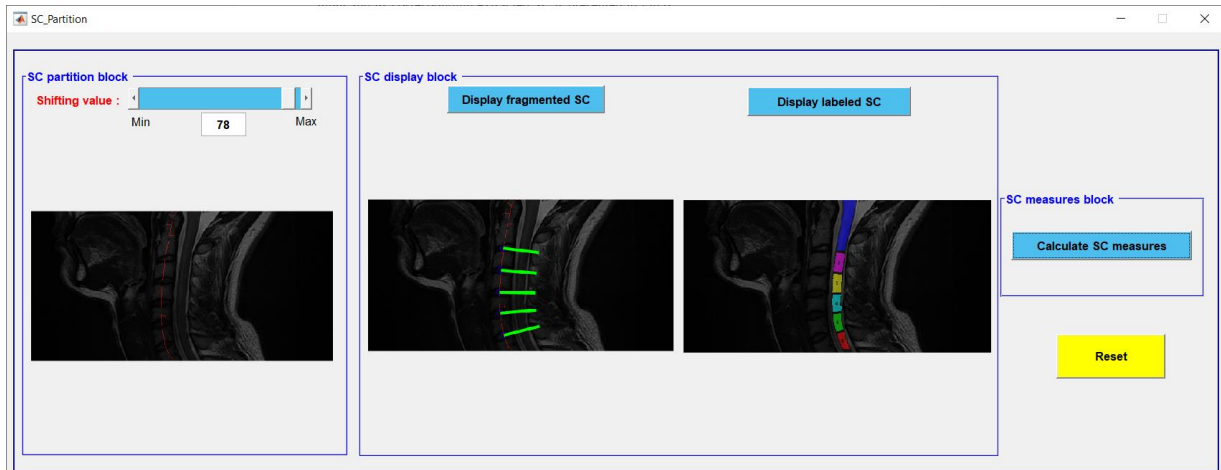 SC_Partition
SC partition block
Shifting value :
Min
78
Max
SC display block
Display fragmented SC
Display labeled SC
SC measures block
Calculate SC measures
Reset